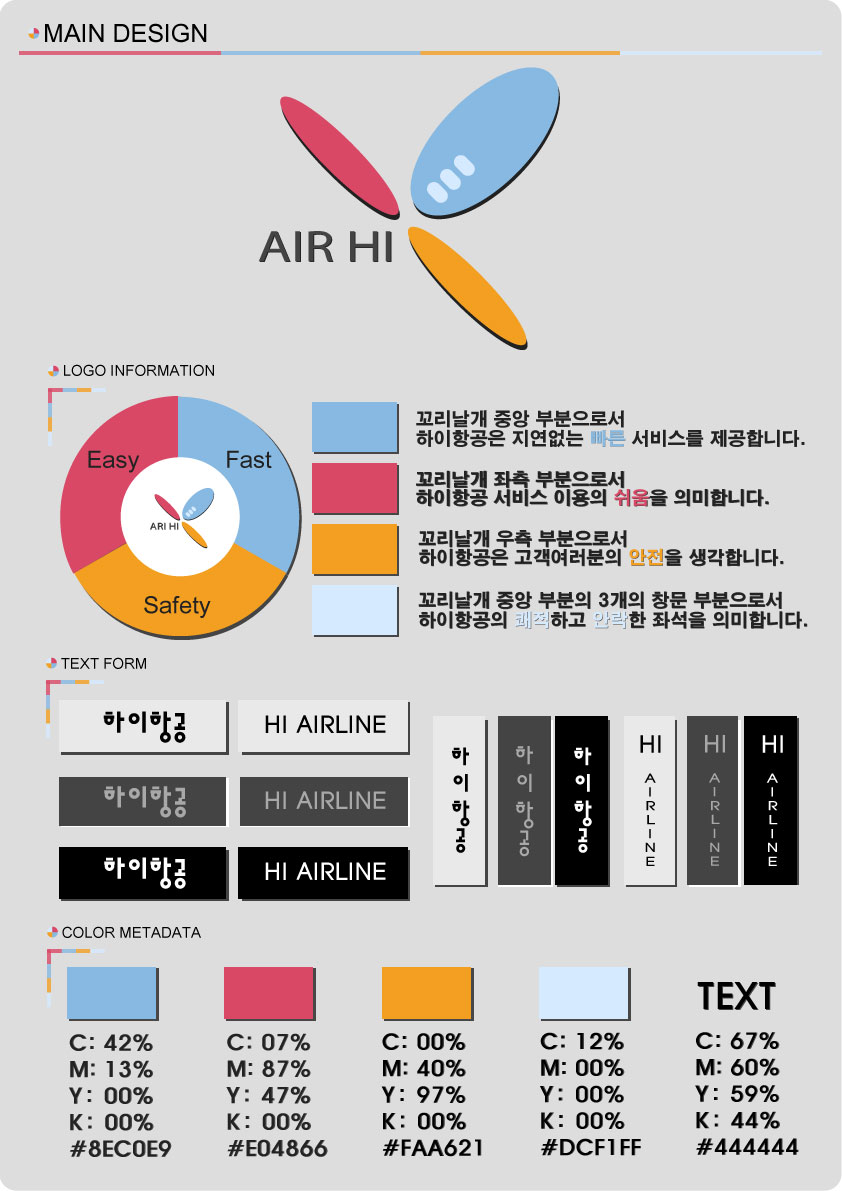 MAIN DESIGN
AIR HI
LOGO INFORMATION
Easy
Fast
ARI HI
Safety
꼬리날개 중앙 부분으로서
하이항공은 지연없는 빠른 서비스를 제공합니다.
꼬리날개 좌측 부분으로서
하이항공 서비스 이용의 쉬움을 의미합니다.
꼬리날개 우측 부분으로서
하이항공은 고객여러분의 안전을 생각합니다.
꼬리날개 중앙 부분의 3개의 창문 부분으로서
하이항공의 쾌적하고 안락한 좌석을 의미합니다.
TEXT FORM
하이항공
HI AIRLINE
하이항공
HI AIRLINE
하이항공
HI AIRLINE
하이항공
하이항공
하이항공
HI AIRLINE
HI AIRLINE
HI AIRLINE
COLOR METADATA
C: 42%
M: 13%
Y: 00%
K: 00%
#8EC0E9
C: 07%
M: 87%
Y: 47%
K: 00%
#E04866
C: 00%
M: 40%
Y: 97%
K: 00%
#FAA621
C: 12%
M: 00%
Y: 00%
K: 00%
#DCF1FF
TEXT
C: 67%
M: 60%
Y: 59%
K: 44%
#444444